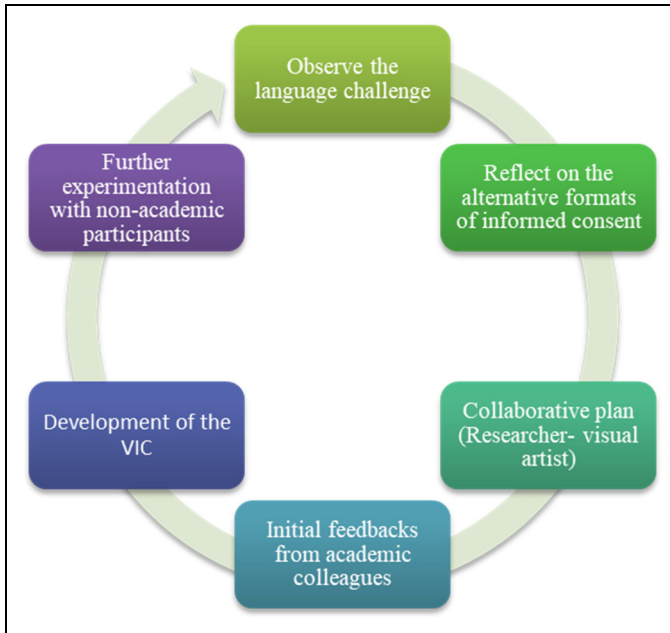 Observe the
language challenge
Reflect on the
alternative formats
of informed consent
Collaborative plan
(Researcher- visual
artist)
Initial feedbacks
from academic
colleagues
Development of the
VIC
Further
experimentation
with non-academic
participants